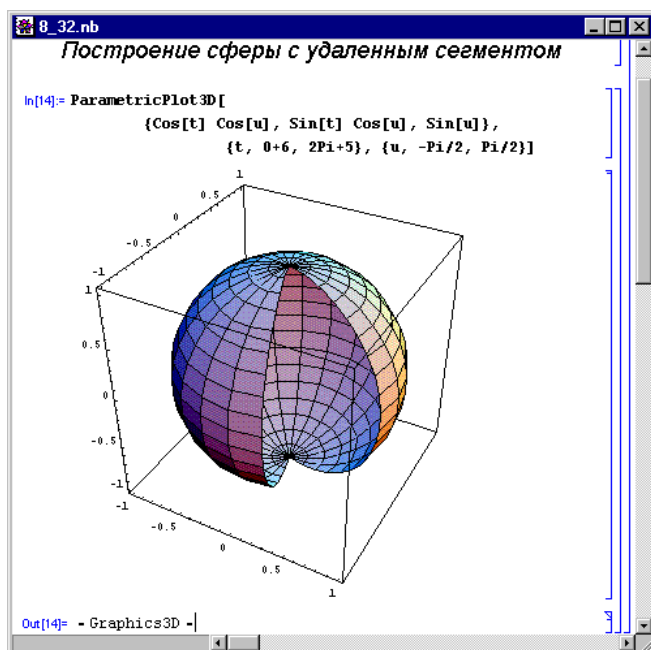 8_32.nb
Построение сферы с удаленным сегментом
In[14]:= ParametricPlot3D[
{Cos[t] Cos[u], Sin[t] Cos[u], Sin[u]},
{t, 0+6, 2Pi+5}, {u, -Pi/2, Pi/2}]
1
0.5
0
-0.5
-1
1
0.5
0
-0.5
-1
-1
-0.5
0
0.5
1
Out[14]= - Graphics3D -